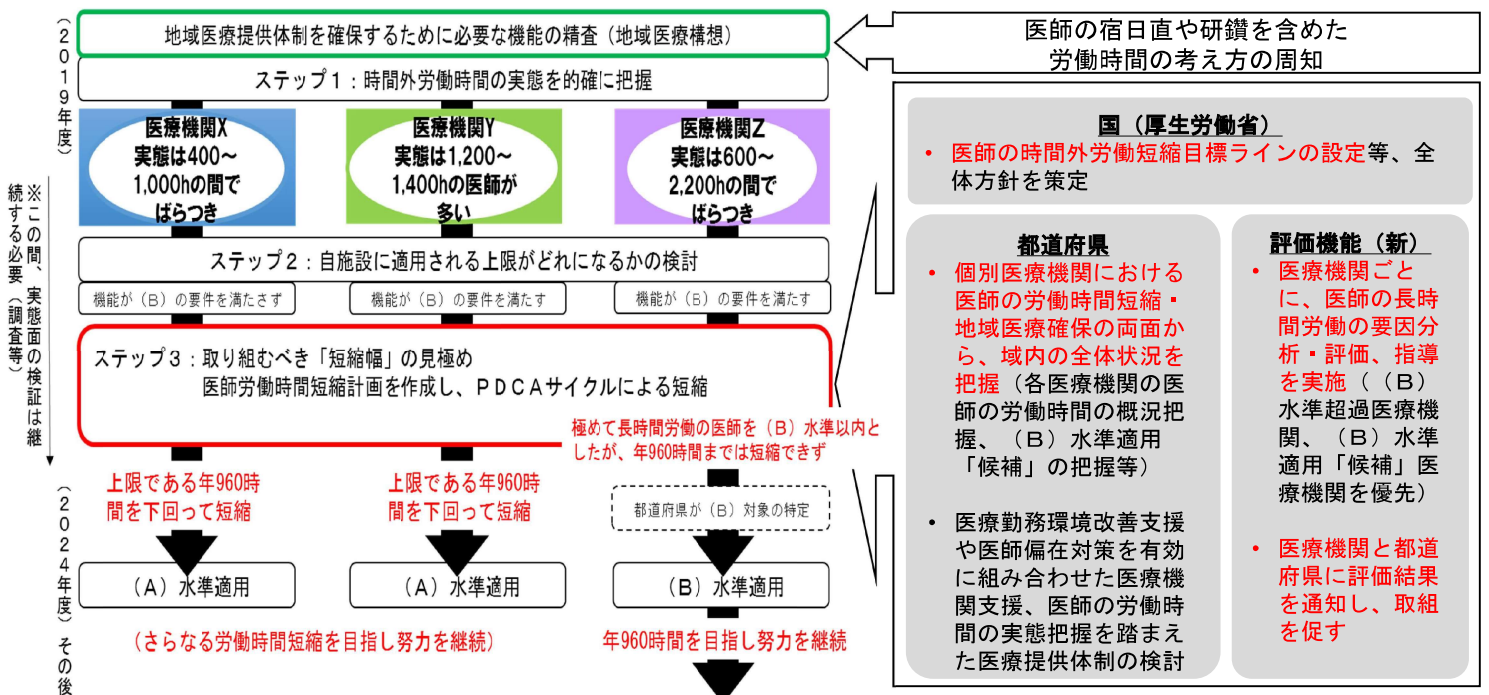 （2019年度）
地域医療提供体制を確保するために必要な機能の精査（地域医療構想）
ステップ1：時間外労働時間の実態を的確に把握
医療機関X
実態は400～
1,000hの間で
ばらつき
医療機関Y
実態は1,200～
1,400hの医師が
多い
医療機関Z
実態は600～
2,200hの間で
ばらつき
ステップ2：自施設に適用される上限がどれになるかの検討
機能が（B）の要件を満たさず
機能が（B）の要件を満たす
機能が（B）の要件を満たす
※この間、実態面の検証は継
続する必要（調査等）
ステップ3：取り組むべき「短縮幅」の見極め
医師労働時間短縮計画を作成し、PDCAサイクルによる短縮
極めて長時間労働の医師を（B）水準以内と
したが、年960時間までは短縮できず
上限である年960時
間を下回って短縮
上限である年960時
間を下回って短縮
都道府県が（B）対象の特定
（2024年度）その後
（A）水準適用
（A）水準適用
（B）水準適用
（さらなる労働時間短縮を目指し努力を継続）
年960時間を目指し努力を継続
医師の宿日直や研鑽を含めた
労働時間の考え方の周知
国（厚生労働省）
• 医師の時間外労働短縮目標ラインの設定等、全
体方針を策定
都道府県
• 個別医療機関における
医師の労働時間短縮・
地域医療確保の両面か
ら、域内の全体状況を
把握（各医療機関の医
師の労働時間の概況把
握、（B）水準適用
「候補」の把握等）
• 医療勤務環境改善支援
や医師偏在対策を有効
に組み合わせた医療機
関支援、医師の労働時
間の実態把握を踏まえ
た医療提供体制の検討
評価機能（新）
• 医療機関ごと
に、医師の長時
間労働の要因分
析・評価、指導
を実施（（B）
水準超過医療機
関、（B）水準
適用「候補」医
療機関を優先）
• 医療機関と都道
府県に評価結果
を通知し、取組
を促す